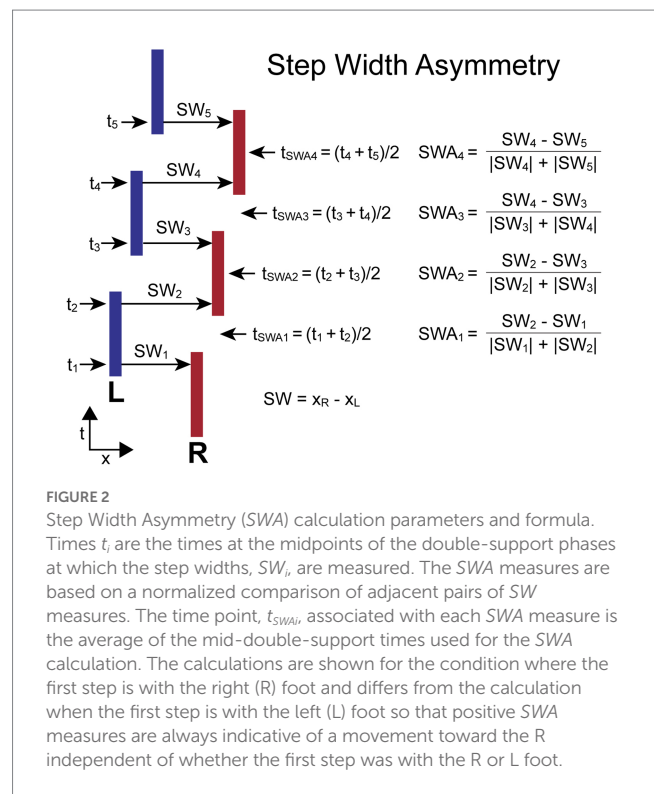 Step Width Asymmetry
t5 SW5
tSWA4 = (t4 + t5)/2 SWA4 = SW4 - SW5 / |SW4| + |SW5|
t4 SW4
tSWA3 = (t3 + t4)/2 SWA3 = SW4 - SW3 / |SW3| + |SW4|
t3 SW3
tSWA2 = (t2 + t3)/2 SWA2 = SW2 - SW3 / |SW2| + |SW3|
t2 SW2
tSWA1 = (t1 + t2)/2 SWA1 = SW2 - SW1 / |SW1| + |SW2|
t1 SW1
L
SW = xR - xL
t
x
R
FIGURE 2
Step Width Asymmetry (SWA) calculation parameters and formula.
Times ti are the times at the midpoints of the double-support phases
at which the step widths, SWi, are measured. The SWA measures are
based on a normalized comparison of adjacent pairs of SW
measures. The time point, tSWAi, associated with each SWA measure is
the average of the mid-double-support times used for the SWA
calculation. The calculations are shown for the condition where the
first step is with the right (R) foot and differs from the calculation
when the first step is with the left (L) foot so that positive SWA
measures are always indicative of a movement toward the R
independent of whether the first step was with the R or L foot.